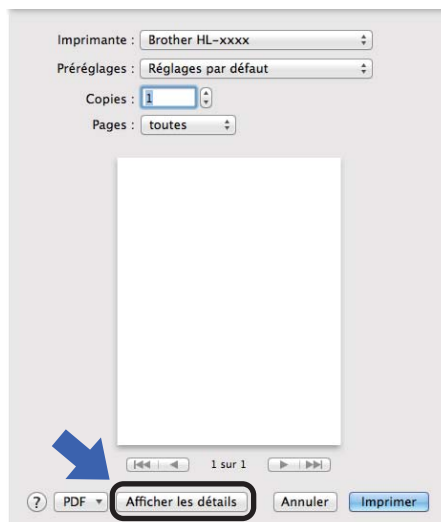 Imprimante : Brother HL-xxxx
Préréglages : Réglages par défaut
Copies : 1
Pages : toutes
1 sur 1
? PDF Afficher les détails Annuler Imprimer